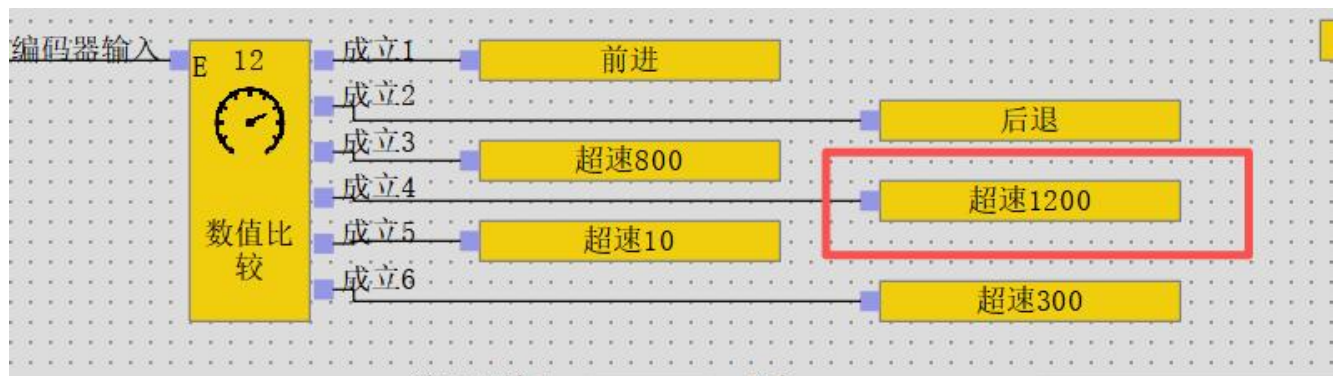 编码器输入
E 12
数值比
较
成立1
前进
成立2
后退
成立3
超速800
成立4
超速1200
成立5
超速10
成立6
超速300